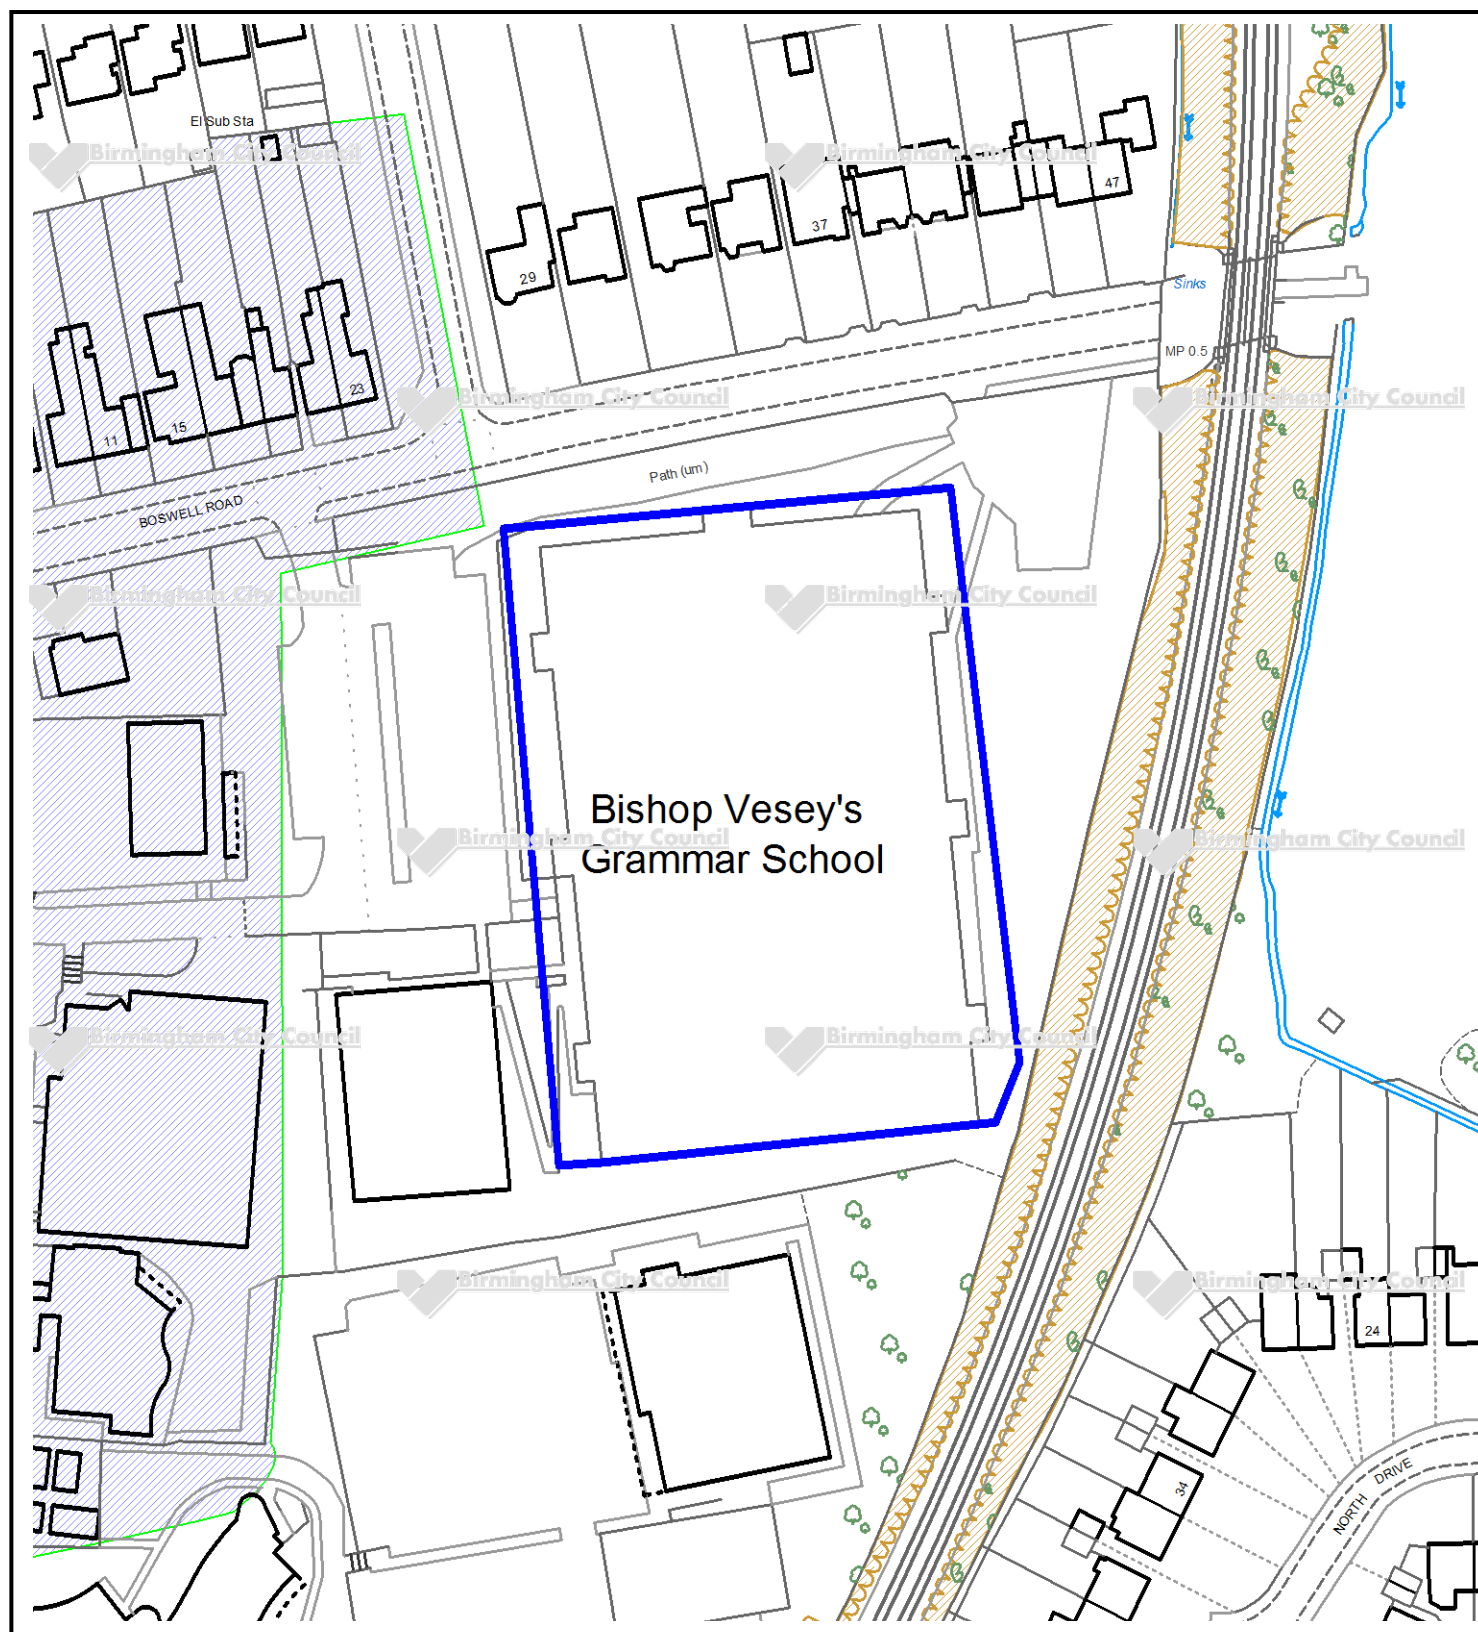 El Sub Sta
Birmingham City Council
Birmingham City Council
47
37
29
Sinks
MP 0.5
23
Birmingham City Council
Birmingham City Council
15
11
Path (um)
BOSWELL ROAD
Birmingham City Council
Birmingham City Council
Bishop Vesey's
Grammar School
Birmingham City Council
Birmingham City Council
Birmingham City Council
Birmingham City Council
Birmingham City Council
Birmingham City Council
24
34
NORTH DRIVE